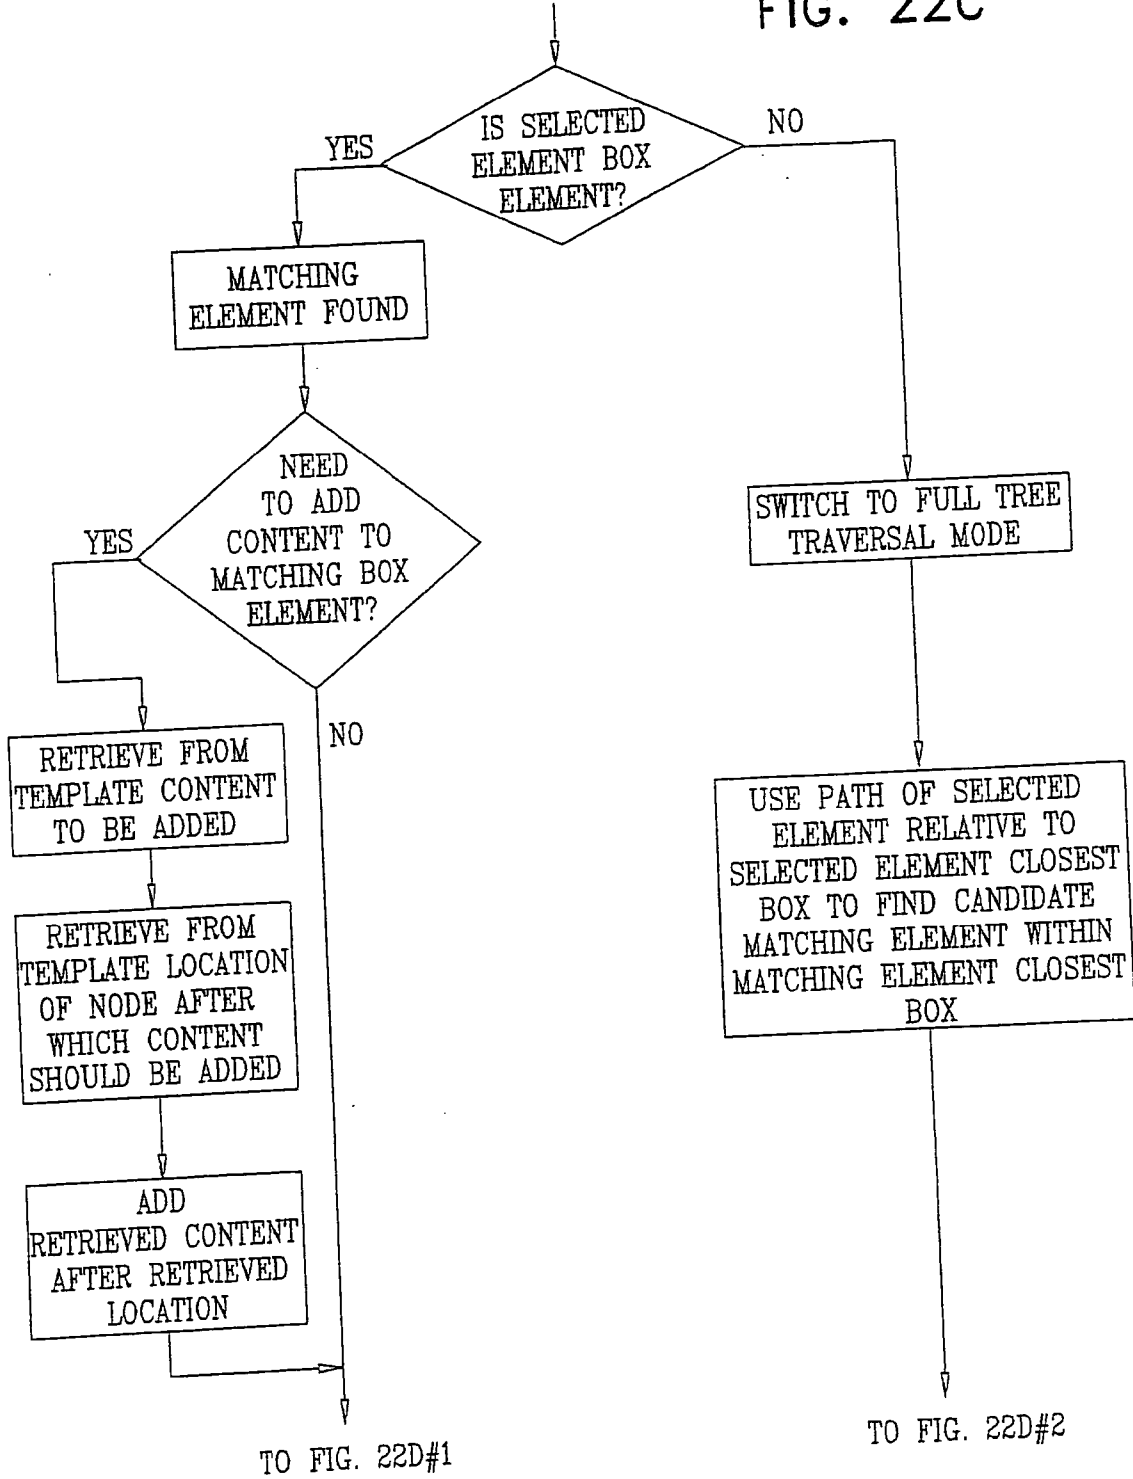 FIG. 22C
IS SELECTED
ELEMENT BOX
ELEMENT?
YES
NO
MATCHING
ELEMENT FOUND
NEED
TO ADD
CONTENT TO
MATCHING BOX
ELEMENT?
YES
NO
RETRIEVE FROM
TEMPLATE CONTENT
TO BE ADDED
RETRIEVE FROM
TEMPLATE LOCATION
OF NODE AFTER
WHICH CONTENT
SHOULD BE ADDED
ADD
RETRIEVED CONTENT
AFTER RETRIEVED
LOCATION
TO FIG. 22D#1
SWITCH TO FULL TREE
TRAVERSAL MODE
USE PATH OF SELECTED
ELEMENT RELATIVE TO
SELECTED ELEMENT CLOSEST
BOX TO FIND CANDIDATE
MATCHING ELEMENT WITHIN
MATCHING ELEMENT CLOSEST
BOX
TO FIG. 22D#2